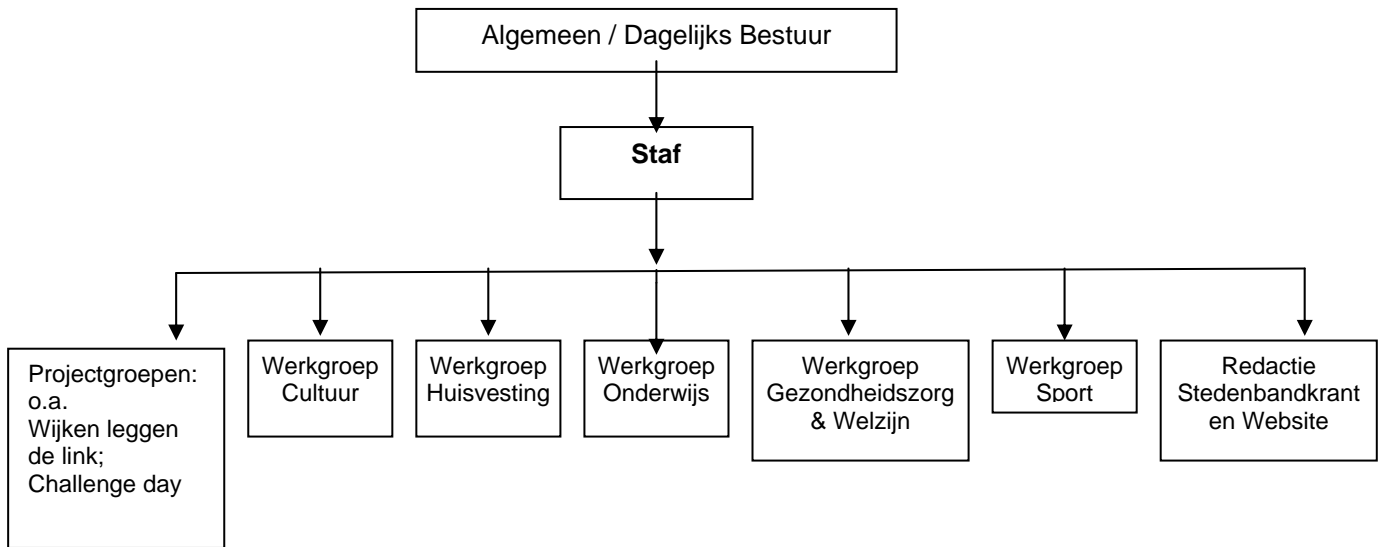 Algemeen / Dagelijks Bestuur
Staf
Projectgroepen:
o.a.
Wijken leggen
de link;
Challenge day
Werkgroep
Cultuur
Werkgroep
Huisvesting
Werkgroep
Onderwijs
Werkgroep
Gezondheidszorg
& Welzijn
Werkgroep
Sport
Redactie
Stedenbandkrant
en Website